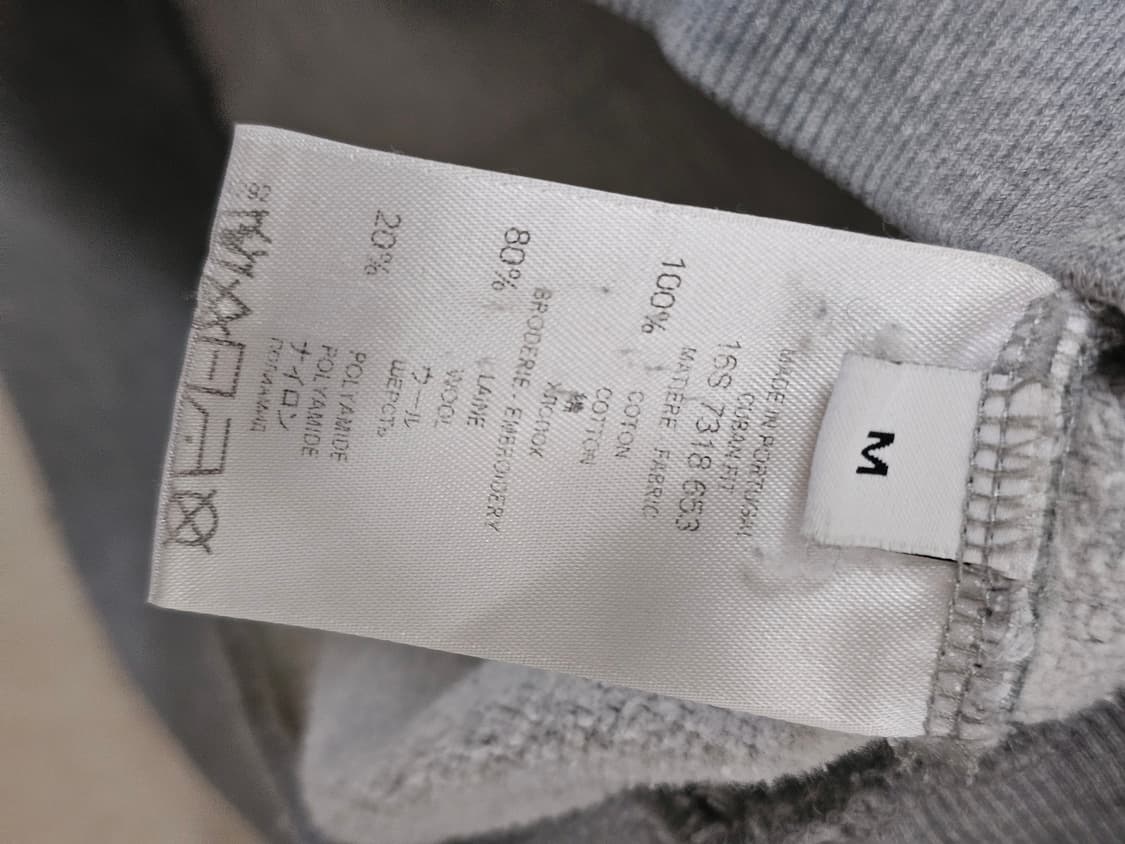 M
MADE IN PORTUGAL
CUBAN FIT
16S 7318 653
MATIERE - FABRIC
100% COTON
COTTON
綿
ХЛОПОК
BRODERIE - EMBROIDERY
80% LAINE
WOOL
ウール
ШЕРСТЬ
20% POLYAMIDE
POLYAMIDE
ナイロン
ПОЛИАМИД